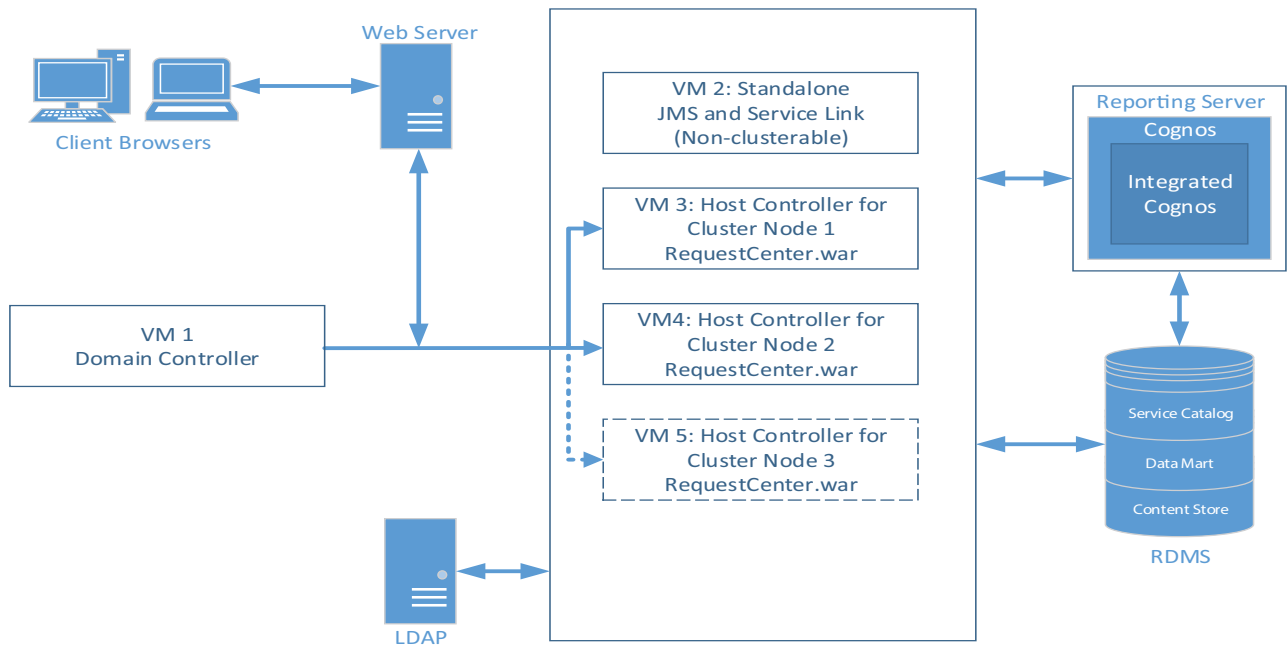 Web Server
Client Browsers
VM 2: Standalone
JMS and Service Link
(Non-clusterable)
Reporting Server
Cognos
Integrated
Cognos
VM 3: Host Controller for
Cluster Node 1
RequestCenter.war
VM 1
Domain Controller
VM4: Host Controller for
Cluster Node 2
RequestCenter.war
VM 5: Host Controller for
Cluster Node 3
RequestCenter.war
Service Catalog
Data Mart
Content Store
RDMS
LDAP